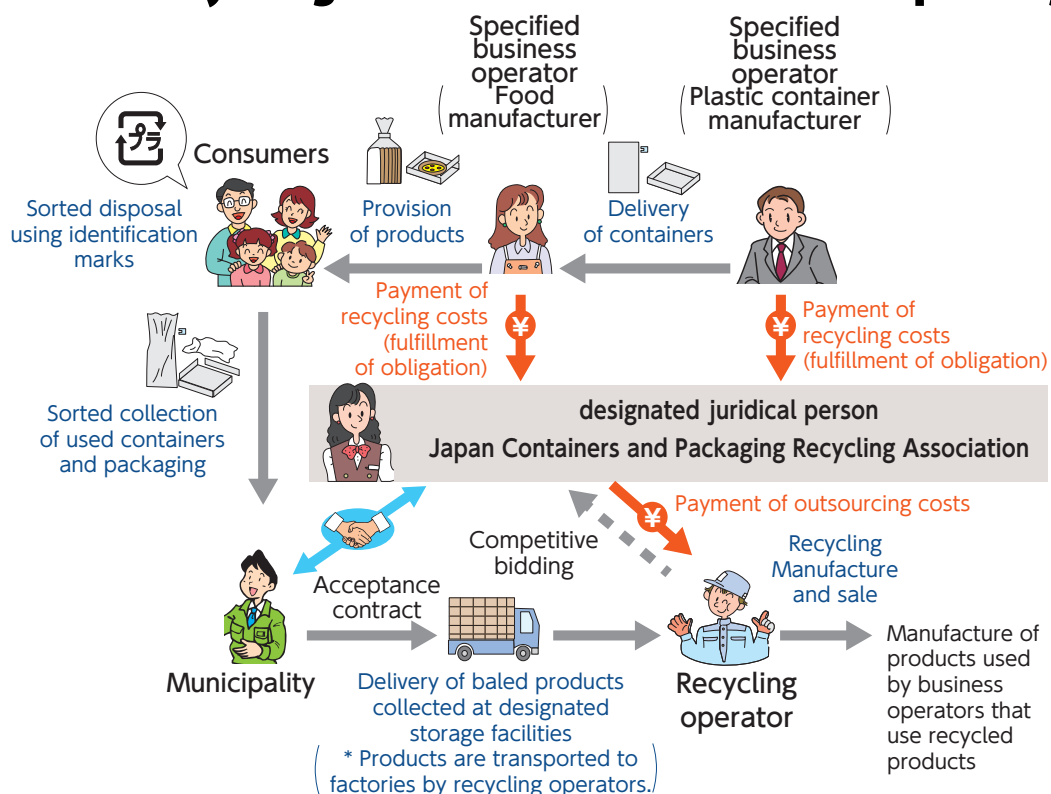 Specified
business
operator
(Food
manufacturer)
Specified
business
operator
(Plastic container
manufacturer)
プラ
Consumers
Sorted disposal
using identification
marks
Provision
of products
Delivery
of containers
Payment of
recycling costs
(fulfillment
of obligation)
¥
¥
Payment of
recycling costs
(fulfillment of obligation)
Sorted collection
of used containers
and packaging
designated juridical person
Japan Containers and Packaging Recycling Association
¥
Payment of outsourcing costs
Competitive
bidding
Recycling
Manufacture
and sale
Acceptance
contract
Municipality
Delivery of baled products
collected at designated
storage facilities
(* Products are transported to
factories by recycling operators.)
Recycling
operator
Manufacture of
products used
by business
operators that
use recycled
products